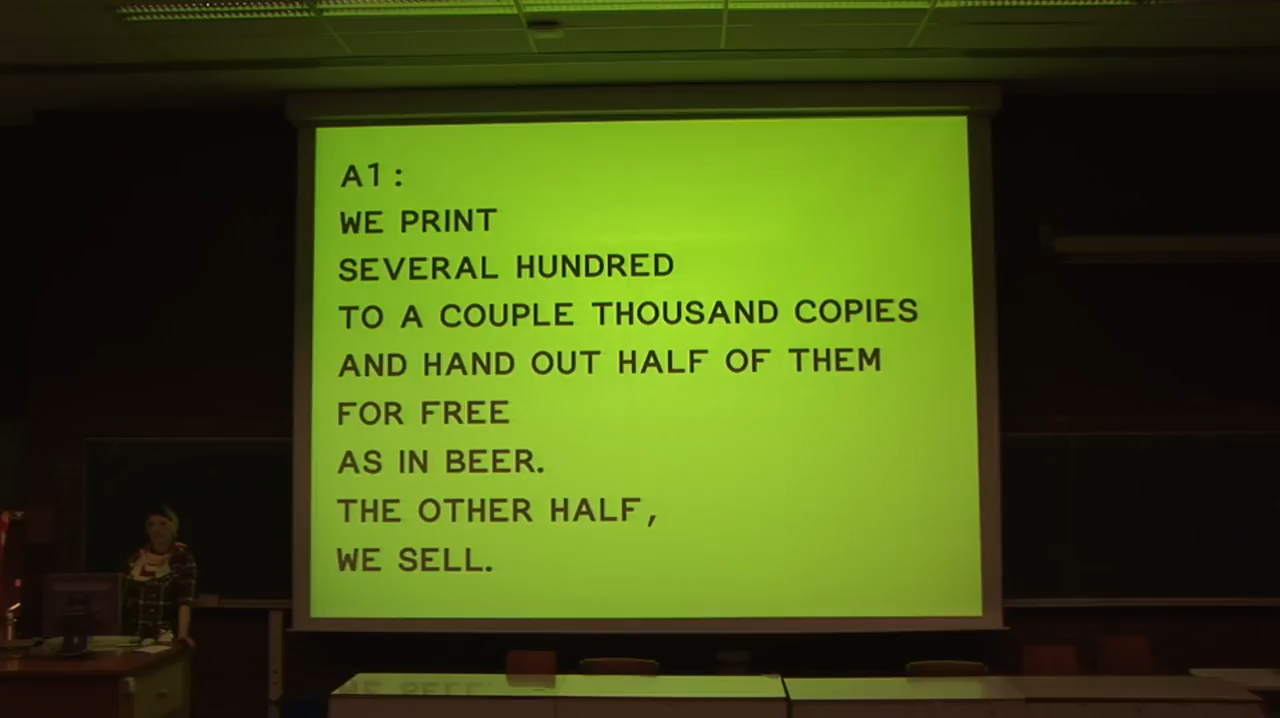 A1:
WE PRINT
SEVERAL HUNDRED
TO A COUPLE THOUSAND COPIES
AND HAND OUT HALF OF THEM
FOR FREE
AS IN BEER.
THE OTHER HALF,
WE SELL.